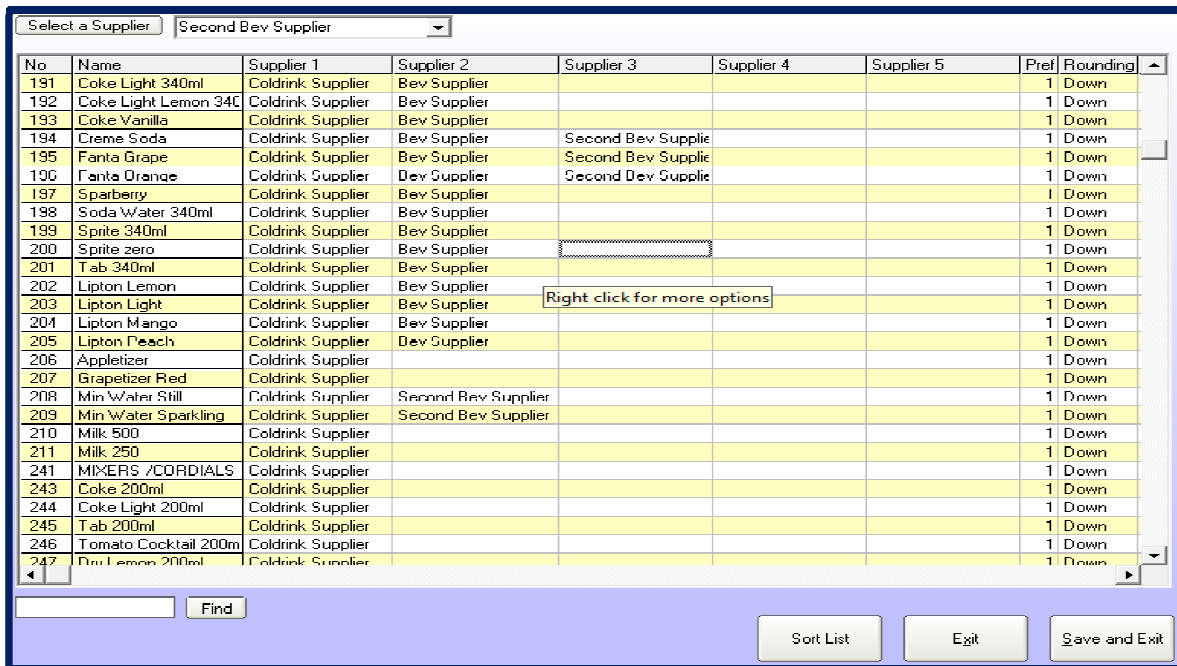 Select a Supplier Second Bev Supplier
No Name Supplier 1 Supplier 2 Supplier 3 Supplier 4 Supplier 5 Pref Rounding
191 Coke Light 340ml Coldrink Supplier Bev Supplier 1 Down
192 Coke Light Lemon 340 Coldrink Supplier Bev Supplier 1 Down
193 Coke Vanilla Coldrink Supplier Bev Supplier 1 Down
194 Creme Soda Coldrink Supplier Bev Supplier Second Bev Supplie 1 Down
195 Fanta Grape Coldrink Supplier Bev Supplier Second Bev Supplie 1 Down
196 Fanta Orange Coldrink Supplier Bev Supplier Second Bev Supplie 1 Down
197 Sparberry Coldrink Supplier Bev Supplier 1 Down
198 Soda Water 340ml Coldrink Supplier Bev Supplier 1 Down
199 Sprite 340ml Coldrink Supplier Bev Supplier 1 Down
200 Sprite zero Coldrink Supplier Bev Supplier 1 Down
201 Tab 340ml Coldrink Supplier Bev Supplier 1 Down
202 Lipton Lemon Coldrink Supplier Bev Supplier 1 Down
Right click for more options
203 Lipton Light Coldrink Supplier Bev Supplier 1 Down
204 Lipton Mango Coldrink Supplier Bev Supplier 1 Down
205 Lipton Peach Coldrink Supplier Bev Supplier 1 Down
206 Appletizer Coldrink Supplier 1 Down
207 Grapetizer Red Coldrink Supplier 1 Down
208 Min Water Still Coldrink Supplier Second Bev Supplier 1 Down
209 Min Water Sparkling Coldrink Supplier Second Bev Supplier 1 Down
210 Milk 500 Coldrink Supplier 1 Down
211 Milk 250 Coldrink Supplier 1 Down
241 MIXERS /CORDIALS Coldrink Supplier 1 Down
243 Coke 200ml Coldrink Supplier 1 Down
244 Coke Light 200ml Coldrink Supplier 1 Down
245 Tab 200ml Coldrink Supplier 1 Down
246 Tomato Cocktail 200m Coldrink Supplier 1 Down
247 Dry Lemon 200ml Coldrink Supplier 1 Down
Find
Sort List Exit Save and Exit